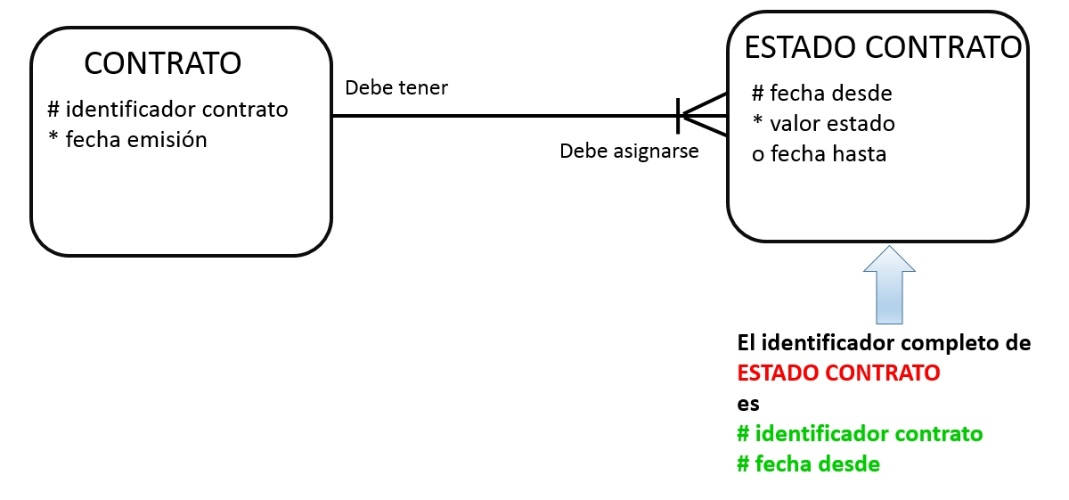 CONTRATO
# identificador contrato
* fecha emisión
Debe tener
Debe asignarse
ESTADO CONTRATO
# fecha desde
* valor estado
o fecha hasta
El identificador completo de
ESTADO CONTRATO
es
# identificador contrato
# fecha desde